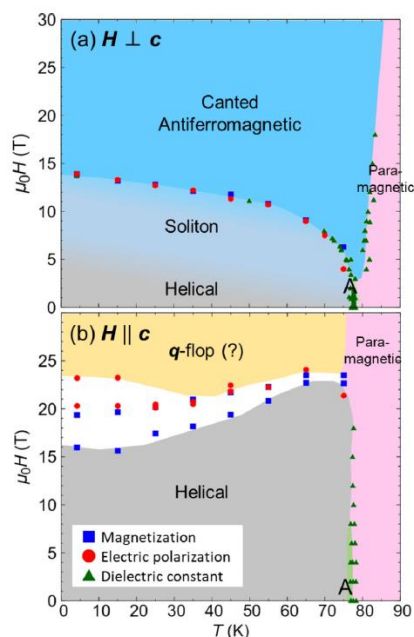 (a) H ⊥ c
30
25
20
15
10
5
0
μ₀H (T)
Canted
Antiferromagnetic
Para-
magnetic
Soliton
Helical
A
(b) H || c
q-flop (?)
Para-
magnetic
30
25
20
15
10
5
0
μ₀H (T)
Helical
Magnetization
Electric polarization
Dielectric constant
A
0 10 20 30 40 50 60 70 80 90
T (K)